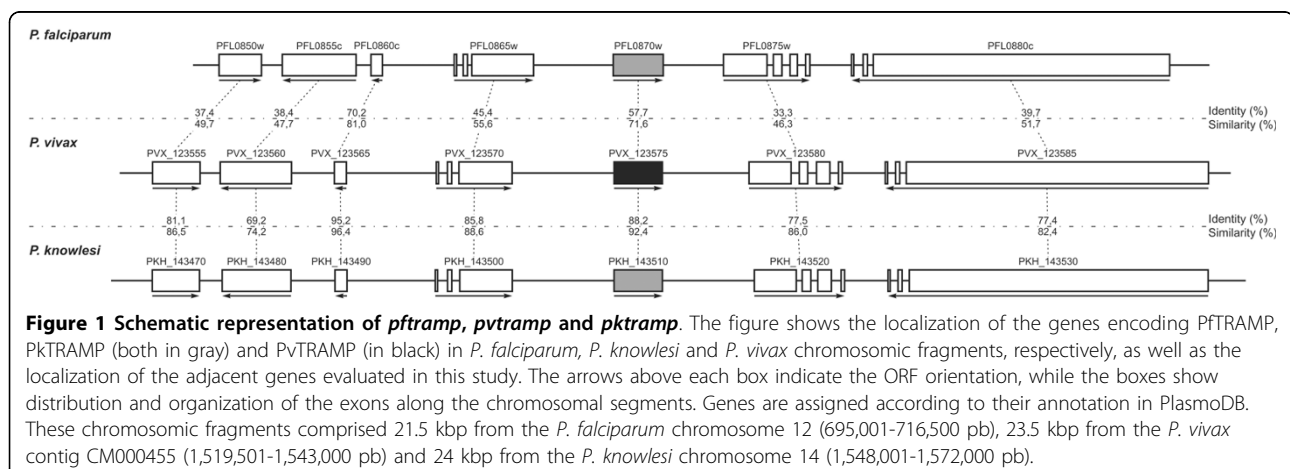 P. falciparum
PFL0850w PFL0855c PFL0860c PFL0865w PFL0870w PFL0875w PFL0880c
37,4 38,4 70,2 45,4 57,7 33,3 39,7 Identity (%)
49,7 47,7 81,0 55,6 71,6 46,3 51,7 Similarity (%)
P. vivax
PVX_123555 PVX_123560 PVX_123565 PVX_123570 PVX_123575 PVX_123580 PVX_123585
81,1 69,2 95,2 85,8 88,2 77,5 77,4 Identity (%)
86,5 74,2 96,4 88,6 92,4 86,0 82,4 Similarity (%)
P. knowlesi
PKH_143470 PKH_143480 PKH_143490 PKH_143500 PKH_143510 PKH_143520 PKH_143530
Figure 1 Schematic representation of pftramp, pvtramp and pktramp. The figure shows the localization of the genes encoding PfTRAMP,
PkTRAMP (both in gray) and PvTRAMP (in black) in P. falciparum, P. knowlesi and P. vivax chromosomic fragments, respectively, as well as the
localization of the adjacent genes evaluated in this study. The arrows above each box indicate the ORF orientation, while the boxes show
distribution and organization of the exons along the chromosomal segments. Genes are assigned according to their annotation in PlasmoDB.
These chromosomic fragments comprised 21.5 kbp from the P. falciparum chromosome 12 (695,001-716,500 pb), 23.5 kbp from the P. vivax
contig CM000455 (1,519,501-1,543,000 pb) and 24 kbp from the P. knowlesi chromosome 14 (1,548,001-1,572,000 pb).